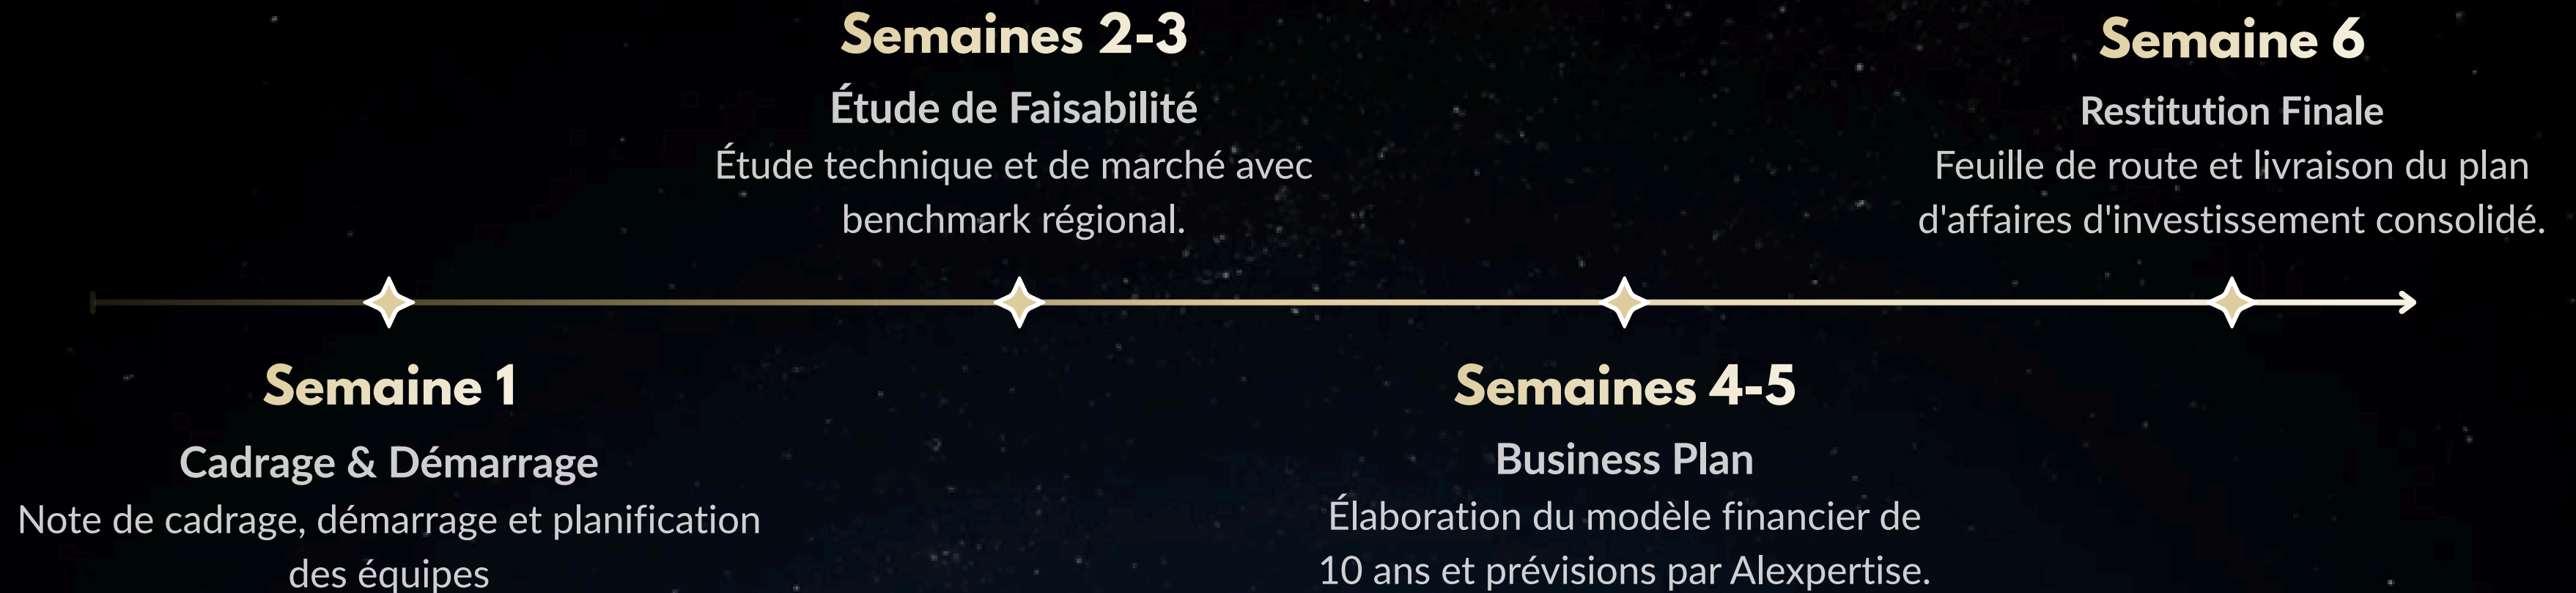 Semaine 1
Cadrage & Démarrage
Note de cadrage, démarrage et planification
des équipes
Semaines 2-3
Étude de Faisabilité
Étude technique et de marché avec
benchmark régional.
Semaines 4-5
Business Plan
Élaboration du modèle financier de
10 ans et prévisions par Alexpertise.
Semaine 6
Restitution Finale
Feuille de route et livraison du plan
d'affaires d'investissement consolidé.